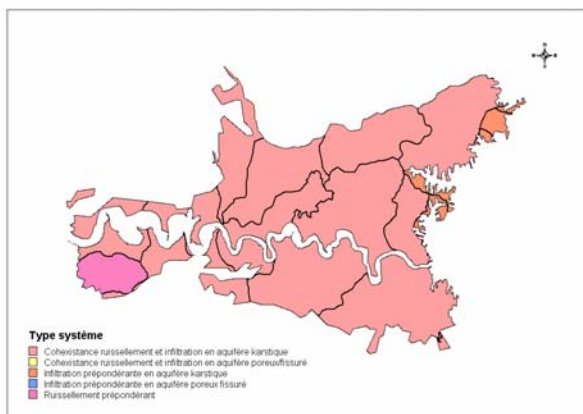 N
Type système
Cohexistance ruissellement et infiltration en aquifère karstique
Cohexistance ruissellement et infiltration en aquifère poreux/fissuré
Infiltration prépondérante en aquifère karstique
Infiltration prépondérante en aquifère poreux fissuré
Ruissellement prépondérant